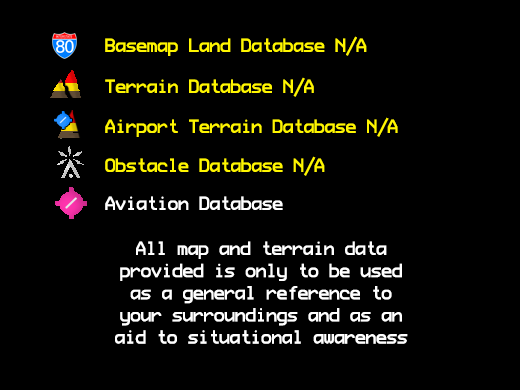 80 Basemap Land Database N/A
Terrain Database N/A
Airport Terrain Database N/A
Obstacle Database N/A
Aviation Database
All map and terrain data
provided is only to be used
as a general reference to
your surroundings and as an
aid to situational awareness